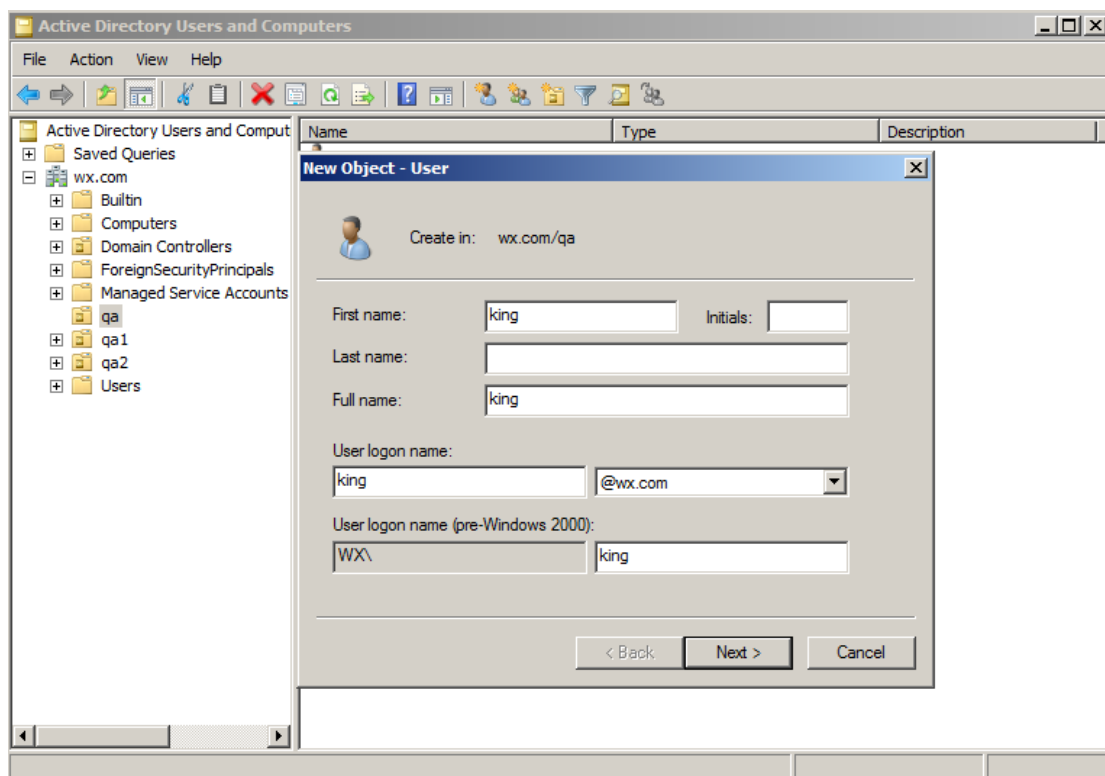 Active Directory Users and Computers
File Action View Help
Active Directory Users and Comput
Name Type Description
Saved Queries
wx.com
Builtin
Computers
Domain Controllers
ForeignSecurityPrincipals
Managed Service Accounts
qa
qa1
qa2
Users
New Object - User
Create in: wx.com/qa
First name: king Initials:
Last name:
Full name: king
User logon name:
king @wx.com
User logon name (pre-Windows 2000):
WX\ king
< Back Next > Cancel